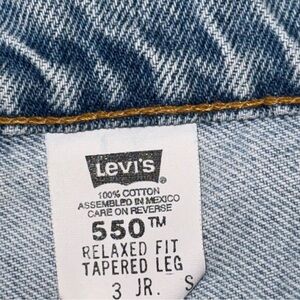 Levi's
100% COTTON
ASSEMBLED IN MEXICO
CARE ON REVERSE
550™
RELAXED FIT
TAPERED LEG
3 JR. S